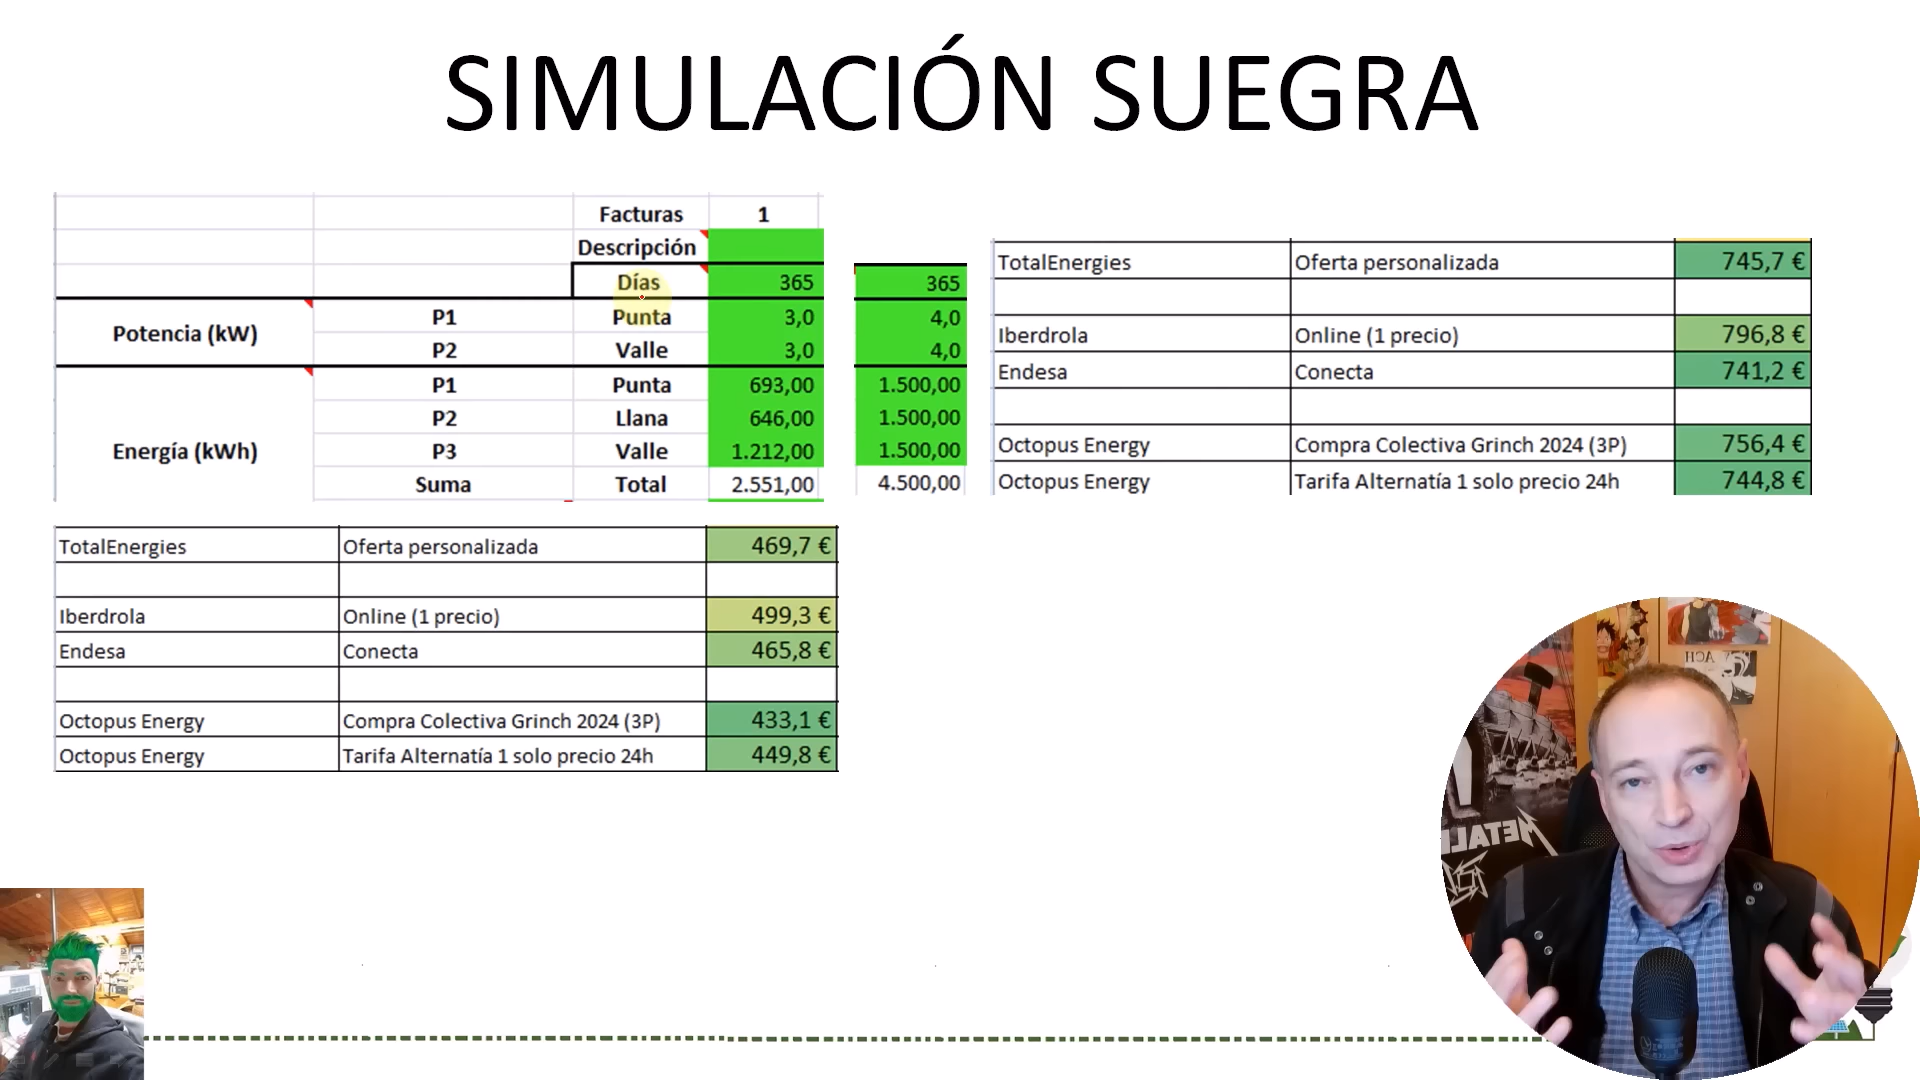 SIMULACIÓN SUEGRA
Facturas 1
Descripción
Días 365
Potencia (kW) P1 Punta 3,0
P2 Valle 3,0
Energía (kWh) P1 Punta 693,00
P2 Llana 646,00
P3 Valle 1.212,00
Suma Total 2.551,00
365
4,0
4,0
1.500,00
1.500,00
1.500,00
4.500,00
TotalEnergies Oferta personalizada 745,7 €
Iberdrola Online (1 precio) 796,8 €
Endesa Conecta 741,2 €
Octopus Energy Compra Colectiva Grinch 2024 (3P) 756,4 €
Octopus Energy Tarifa Alternatía 1 solo precio 24h 744,8 €
TotalEnergies Oferta personalizada 469,7 €
Iberdrola Online (1 precio) 499,3 €
Endesa Conecta 465,8 €
Octopus Energy Compra Colectiva Grinch 2024 (3P) 433,1 €
Octopus Energy Tarifa Alternatía 1 solo precio 24h 449,8 €